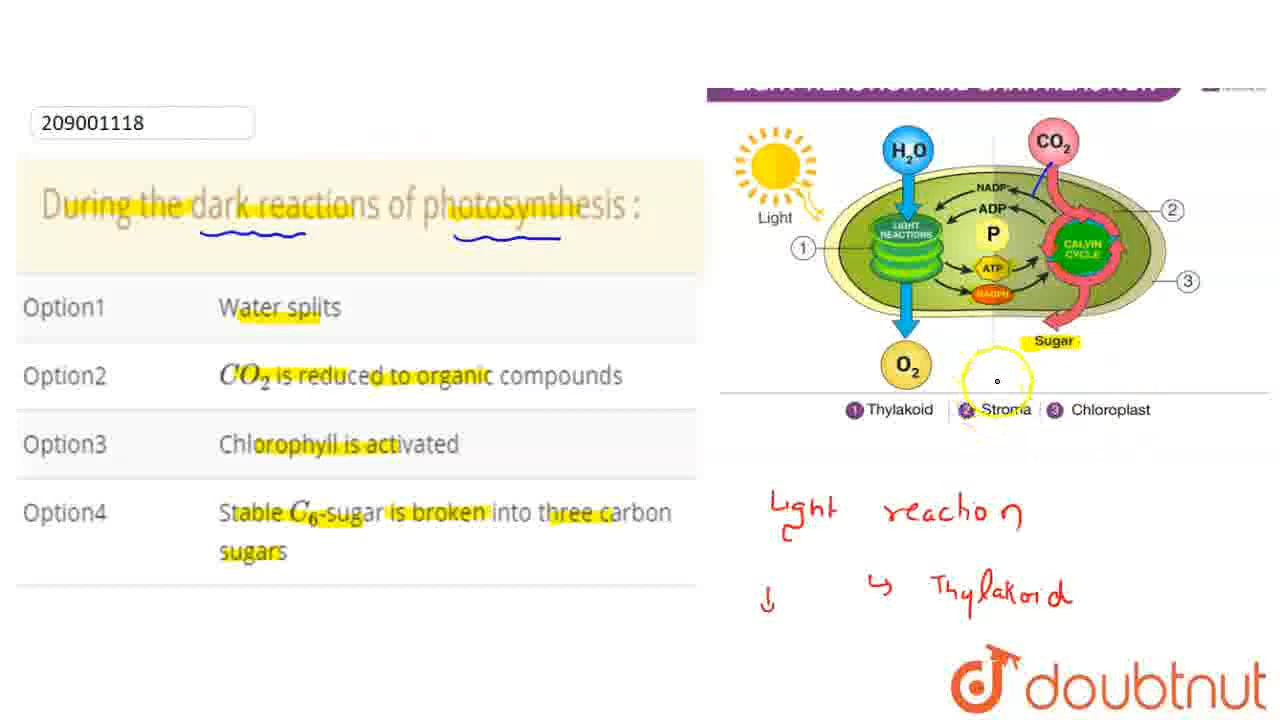 209001118
During the dark reactions of photosynthesis :
Option1 Water splits
Option2 CO₂ is reduced to organic compounds
Option3 Chlorophyll is activated
Option4 Stable C₆-sugar is broken into three carbon
sugars
H₂O
CO₂
Light
NADP⁺
ADP
LIGHT
REACTIONS
P
CALVIN
CYCLE
ATP
NADPH
1
2
3
Sugar
O₂
1 Thylakoid 2 Stroma 3 Chloroplast
Light reaction
↳ Thylakoid
doubtnut